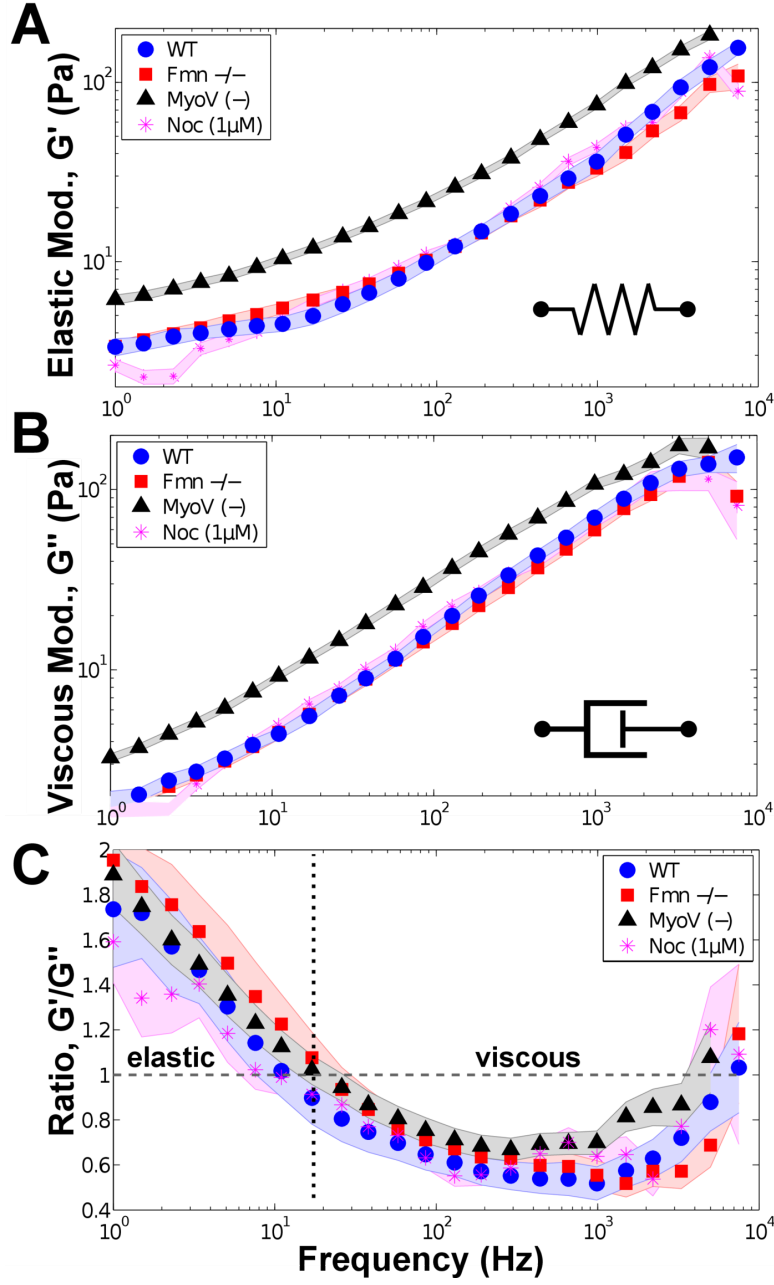 A
Elastic Mod., G' (Pa)
WT
Fmn −/−
MyoV (−)
Noc (1μM)
10²
10¹
10⁰
10¹
10²
10³
10⁴
B
Viscous Mod., G" (Pa)
WT
Fmn −/−
MyoV (−)
Noc (1μM)
10²
10¹
10⁰
10¹
10²
10³
10⁴
C
Ratio, G'/G"
WT
Fmn −/−
MyoV (−)
Noc (1μM)
2
1.8
1.6
1.4
1.2
1
0.8
0.6
0.4
elastic
viscous
10⁰
10¹
10²
10³
10⁴
Frequency (Hz)